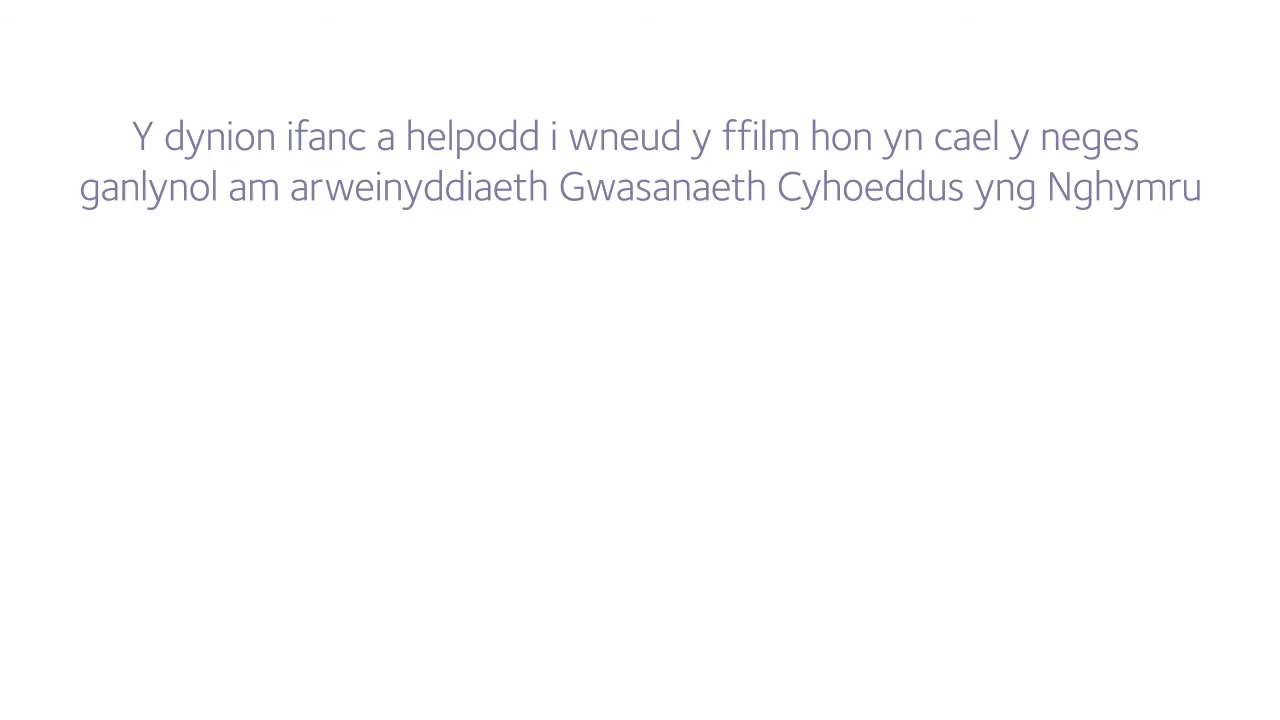 Y dynion ifanc a helpodd i wneud y ffilm hon yn cael y neges
ganlynol am arweinyddiaeth Gwasanaeth Cyhoeddus yng Nghymru